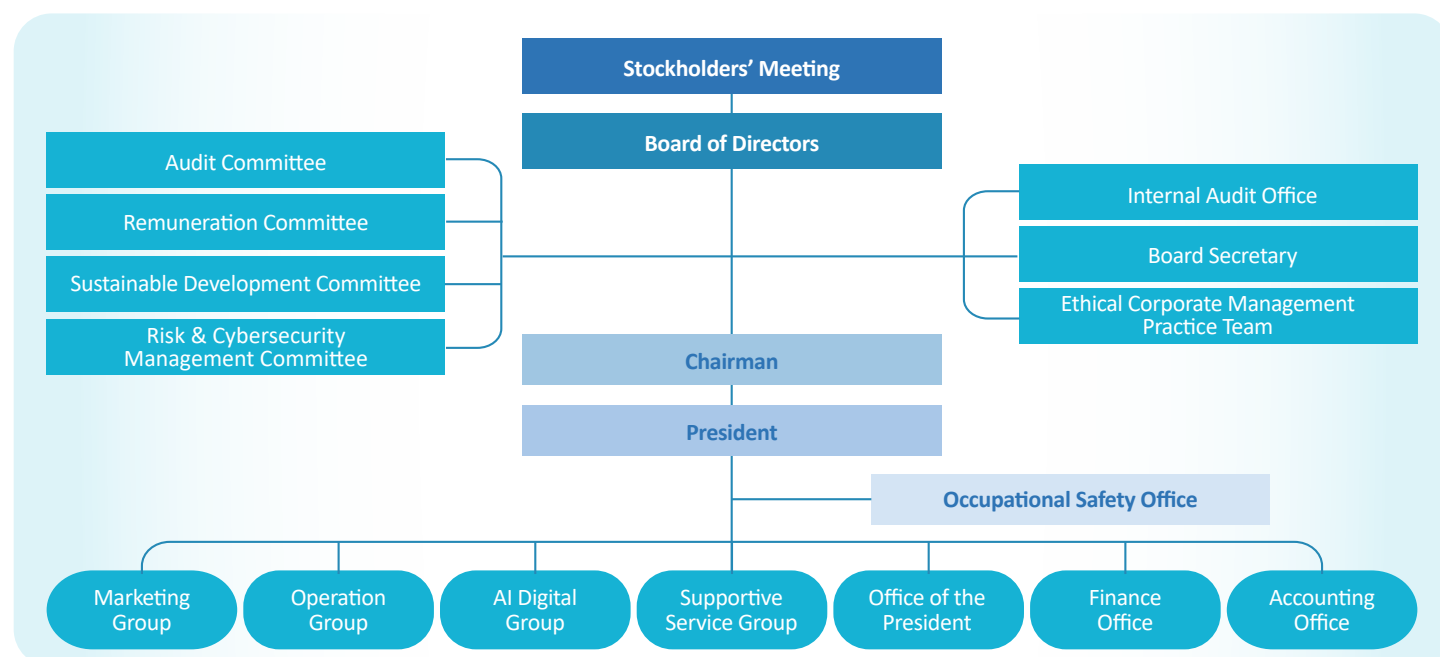 Stockholders’ Meeting
Board of Directors
Audit Committee
Remuneration Committee
Sustainable Development Committee
Risk & Cybersecurity
Management Committee
Internal Audit Office
Board Secretary
Ethical Corporate Management
Practice Team
Chairman
President
Occupational Safety Office
Marketing
Group
Operation
Group
AI Digital
Group
Supportive
Service Group
Office of the
President
Finance
Office
Accounting
Office